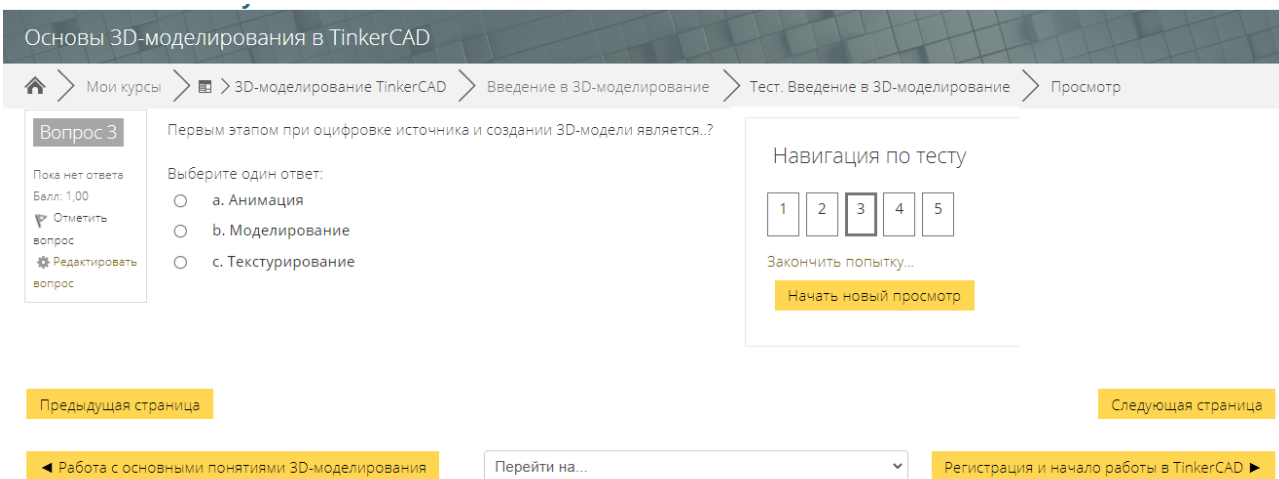 Основы 3D-моделирования в TinkerCAD
Мои курсы 3D-моделирование TinkerCAD Введение в 3D-моделирование Тест. Введение в 3D-моделирование Просмотр
Вопрос 3
Пока нет ответа
Балл: 1,00
Отметить
вопрос
Редактировать
вопрос
Первым этапом при оцифровке источника и создании 3D-модели является..?
Выберите один ответ:
a. Анимация
b. Моделирование
c. Текстурирование
Навигация по тесту
1 2 3 4 5
Закончить попытку...
Начать новый просмотр
Предыдущая страница
Следующая страница
◄ Работа с основными понятиями 3D-моделирования
Перейти на...
Регистрация и начало работы в TinkerCAD ►